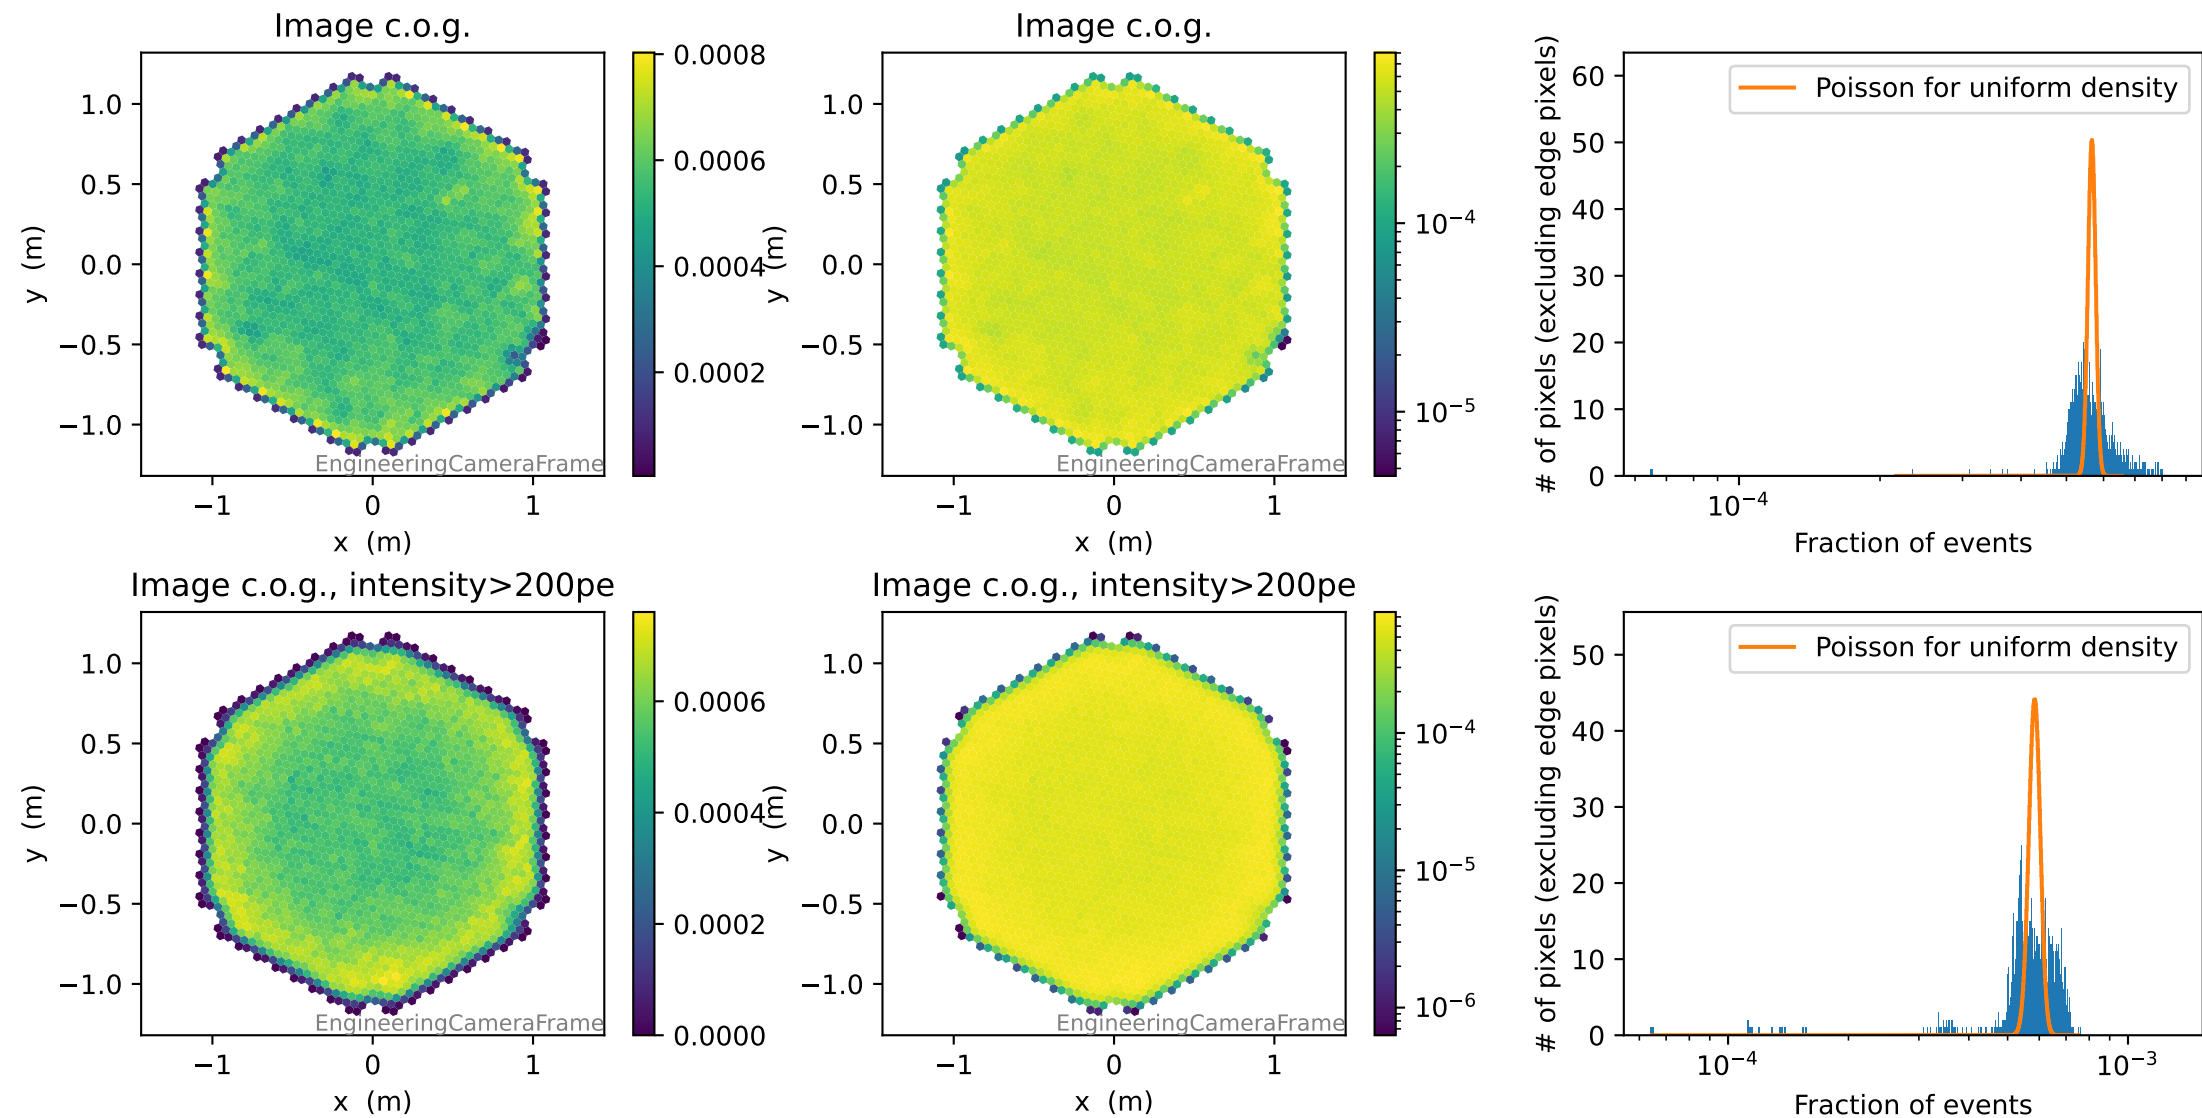 Image c.o.g.
1.0
0.5
0.0
−0.5
−1.0
y (m)
−1
0
1
x (m)
EngineeringCameraFrame
0.0008
0.0006
0.0004
0.0002
Image c.o.g.
1.0
0.5
0.0
−0.5
−1.0
y (m)
−1
0
1
x (m)
EngineeringCameraFrame
10⁻⁴
10⁻⁵
Poisson for uniform density
60
50
40
30
20
10
0
# of pixels (excluding edge pixels)
10⁻⁴
Fraction of events
Image c.o.g., intensity>200pe
1.0
0.5
0.0
−0.5
−1.0
y (m)
−1
0
1
x (m)
EngineeringCameraFrame
0.0006
0.0004
0.0002
0.0000
Image c.o.g., intensity>200pe
1.0
0.5
0.0
−0.5
−1.0
y (m)
−1
0
1
x (m)
EngineeringCameraFrame
10⁻⁴
10⁻⁵
10⁻⁶
Poisson for uniform density
50
40
30
20
10
0
# of pixels (excluding edge pixels)
10⁻⁴
10⁻³
Fraction of events